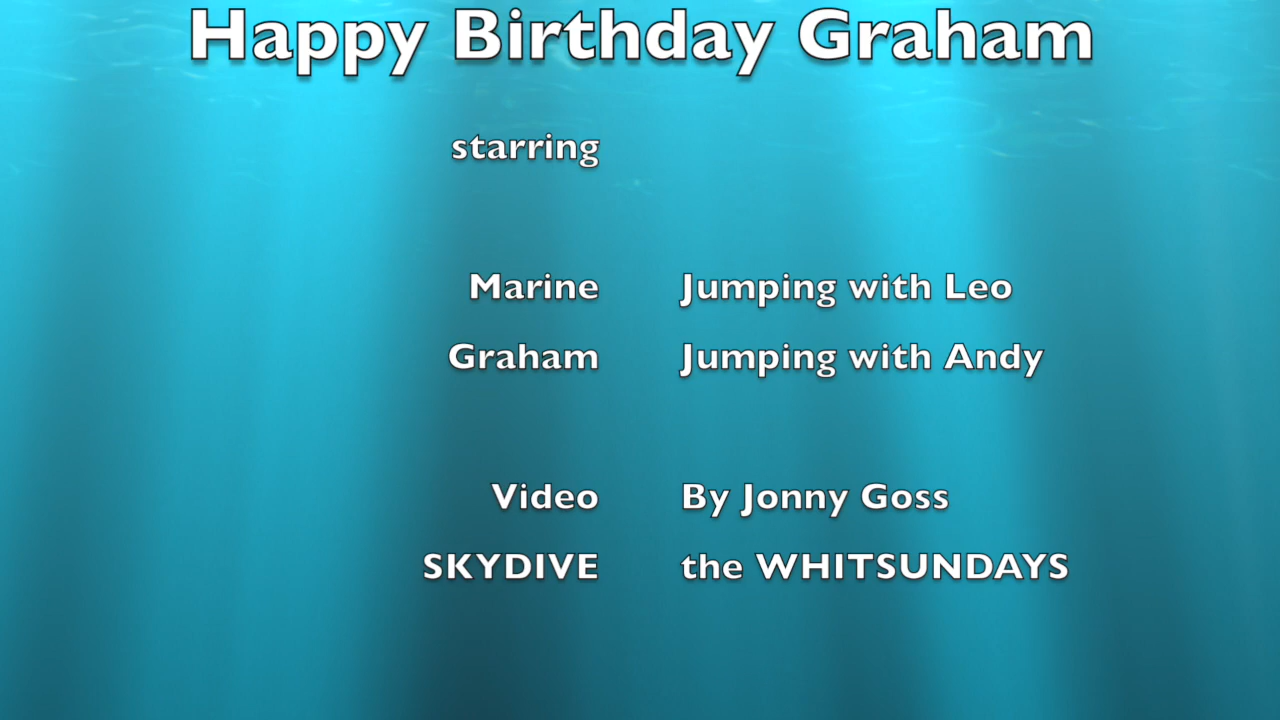 Happy Birthday Graham
starring
Marine Jumping with Leo
Graham Jumping with Andy
Video By Jonny Goss
SKYDIVE the WHITSUNDAYS